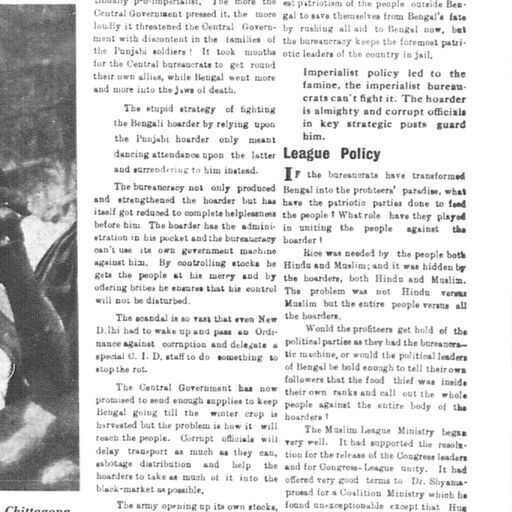 tionally pro-imperialist. The more the
Central Government pressed it, the more
loudly it threatened the Central Govern-
ment with discontent in the families of
the Punjabi soldiers! It took months
for the Central bureaucrats to get round
their own allies, while Bengal went more
and more into the jaws of death.
The stupid strategy of fighting
the Bengali hoarder by relying upon
the Punjabi hoarder only meant
dancing attendance upon the latter
and surrendering to him instead.
The bureaucracy not only produced
and strengthened the hoarder but has
itself got reduced to complete helplessness
before him. The hoarder has the admini-
stration in his pocket and the bureaucracy
can't use its own government machine
against him. By controlling stocks he
gets the people at his mercy and by
offering bribes he ensures that his control
will not be disturbed.
The scandal is so vast that even New
Delhi had to wake up and pass an Ordi-
nance against corruption and delegate a
special C. I. D. staff to do something to
stop the rot.
The Central Government has now
promised to send enough supplies to keep
Bengal going till the winter crop is
harvested but the problem is how it will
reach the people. Corrupt officials will
delay transport as much as they can,
sabotage distribution and help the
hoarders to take as much of it into the
black-market as possible.
The army opening up its own stocks,
est patriotism of the people outside Ben-
gal to save themselves from Bengal's fate
by rushing all aid to Bengal now, but
the bureaucracy keeps the foremost patri-
otic leaders of the country in jail.
Imperialist policy led to the
famine, the imperialist bureau-
crats can't fight it. The hoarder
is almighty and corrupt officials
in key strategic posts guard
him.
League Policy
IF the bureaucrats have transformed
Bengal into the profiteers' paradise, what
have the patriotic parties done to feed
the people? What role have they played
in uniting the people against the
hoarder!
Rice was needed by the people both
Hindu and Muslim; and it was hidden by
the hoarders, both Hindu and Muslim.
The problem was not Hindu versus
Muslim but the entire people versus all
the hoarders.
Would the profiteers get hold of the
political parties as they had the bureaucra-
tic machine, or would the political leaders
of Bengal be bold enough to tell their own
followers that the food thief was inside
their own ranks and call out the whole
people against the entire body of the
hoarders!
The Muslim League Ministry began
very well. It had supported the resolu-
tion for the release of the Congress leaders
and for Congress-League unity. It had
offered very good terms to Dr. Shyama-
prosad for a Coalition Ministry which he
found unexceptionable except that Huq
Chittagong